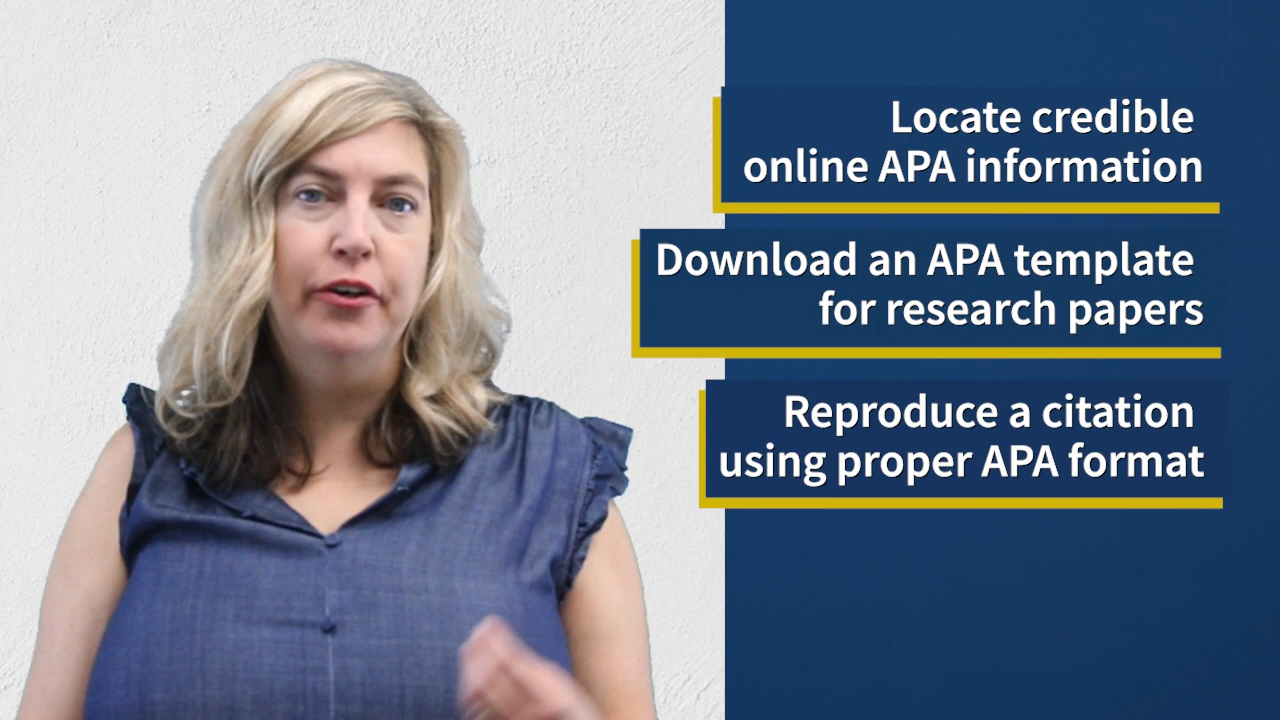 Locate credible
online APA information
Download an APA template
for research papers
Reproduce a citation
using proper APA format